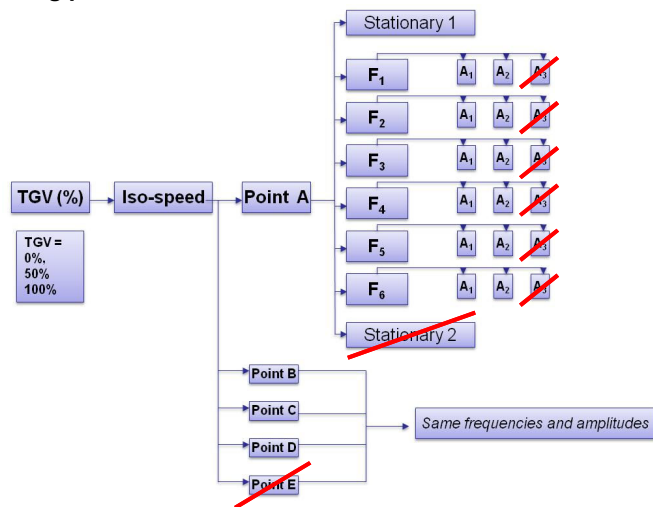 Stationary 1
F1 A1 A2 A3
F2 A1 A2 A3
F3 A1 A2 A3
F4 A1 A2 A3
F5 A1 A2 A3
F6 A1 A2 A3
Stationary 2
TGV (%)
Iso-speed
Point A
TGV =
0%,
50%
100%
Point B
Point C
Point D
Point E
Same frequencies and amplitudes